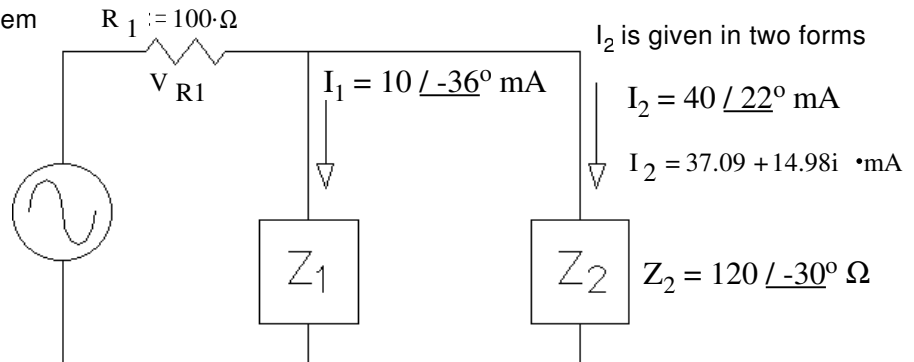 em
R 1 := 100·Ω
V R1
I1 = 10 / -36o mA
I2 is given in two forms
I2 = 40 / 22o mA
I 2 = 37.09 + 14.98i •mA
Z1
Z2
Z2 = 120 / -30o Ω